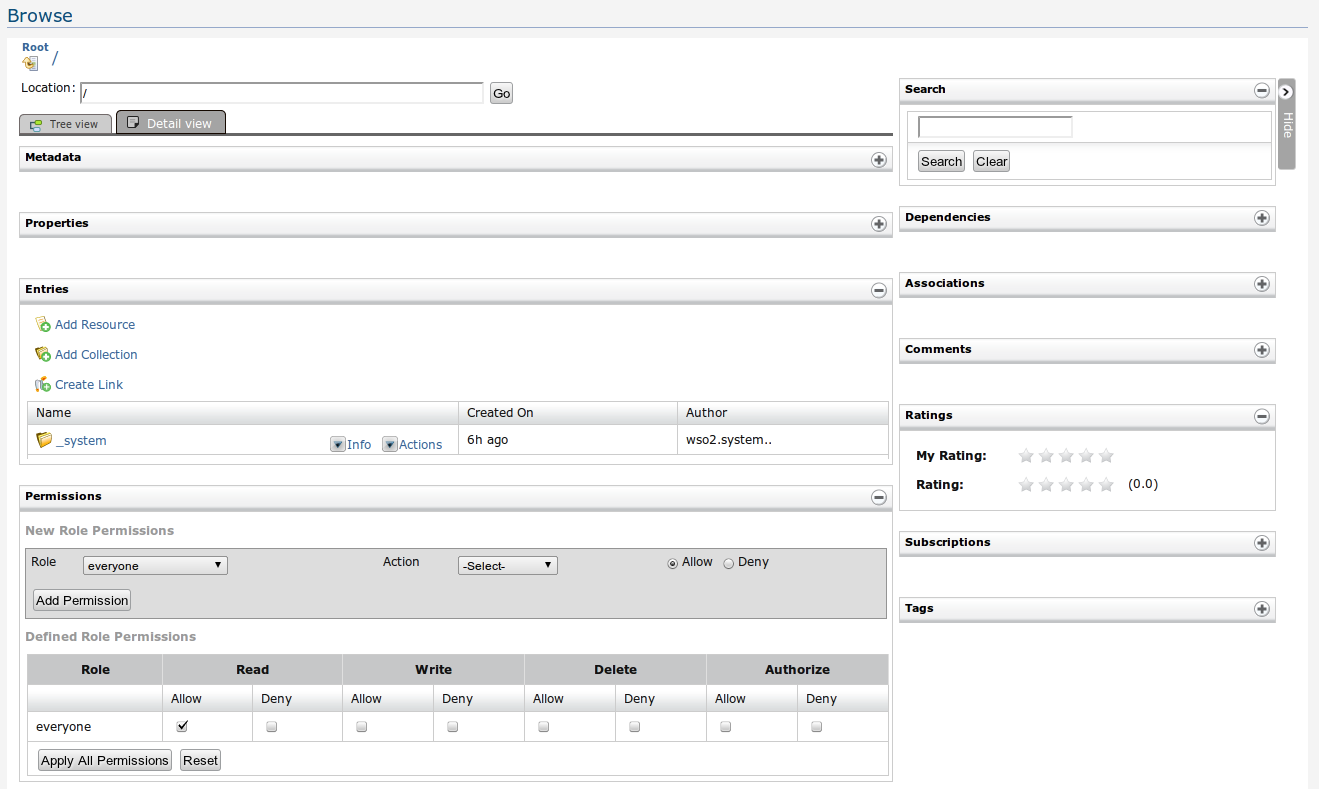 Browse
Root
/
Location: /
Go
Tree view
Detail view
Metadata
Properties
Entries
Add Resource
Add Collection
Create Link
Name Created On Author
_system Info Actions 6h ago wso2.system..
Permissions
New Role Permissions
Role everyone Action -Select- Allow Deny
Add Permission
Defined Role Permissions
Role Read Write Delete Authorize
Allow Deny Allow Deny Allow Deny Allow Deny
everyone
Apply All Permissions Reset
Search
Hide
Search Clear
Dependencies
Associations
Comments
Ratings
My Rating:
Rating: (0.0)
Subscriptions
Tags